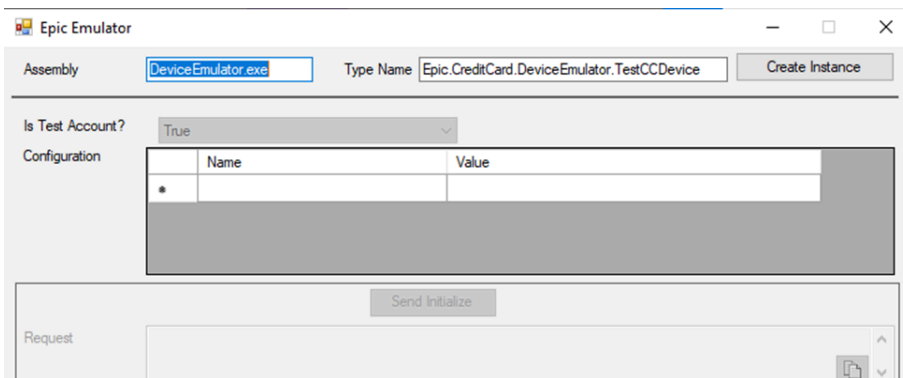 Epic Emulator
Assembly DeviceEmulator.exe Type Name Epic.CreditCard.DeviceEmulator.TestCCDevice Create Instance
Is Test Account? True
Configuration Name Value
*
Send Initialize
Request